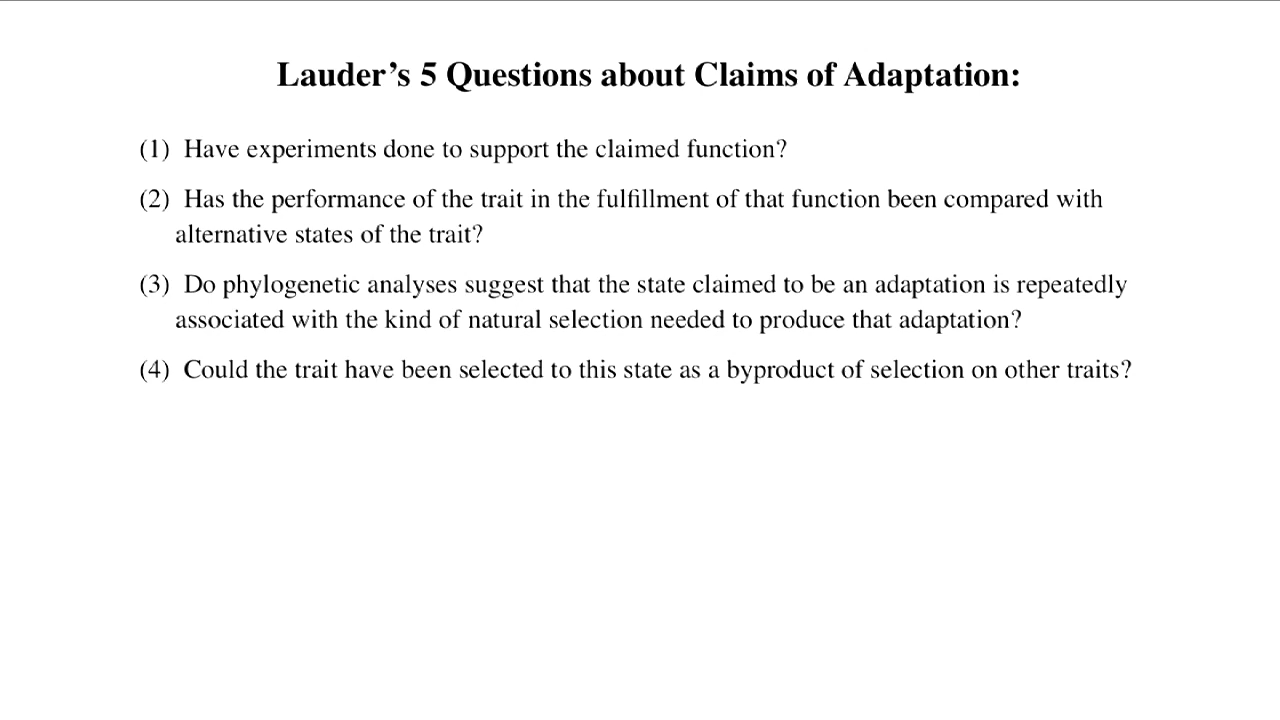 Lauder’s 5 Questions about Claims of Adaptation:
(1) Have experiments done to support the claimed function?
(2) Has the performance of the trait in the fulfillment of that function been compared with
alternative states of the trait?
(3) Do phylogenetic analyses suggest that the state claimed to be an adaptation is repeatedly
associated with the kind of natural selection needed to produce that adaptation?
(4) Could the trait have been selected to this state as a byproduct of selection on other traits?